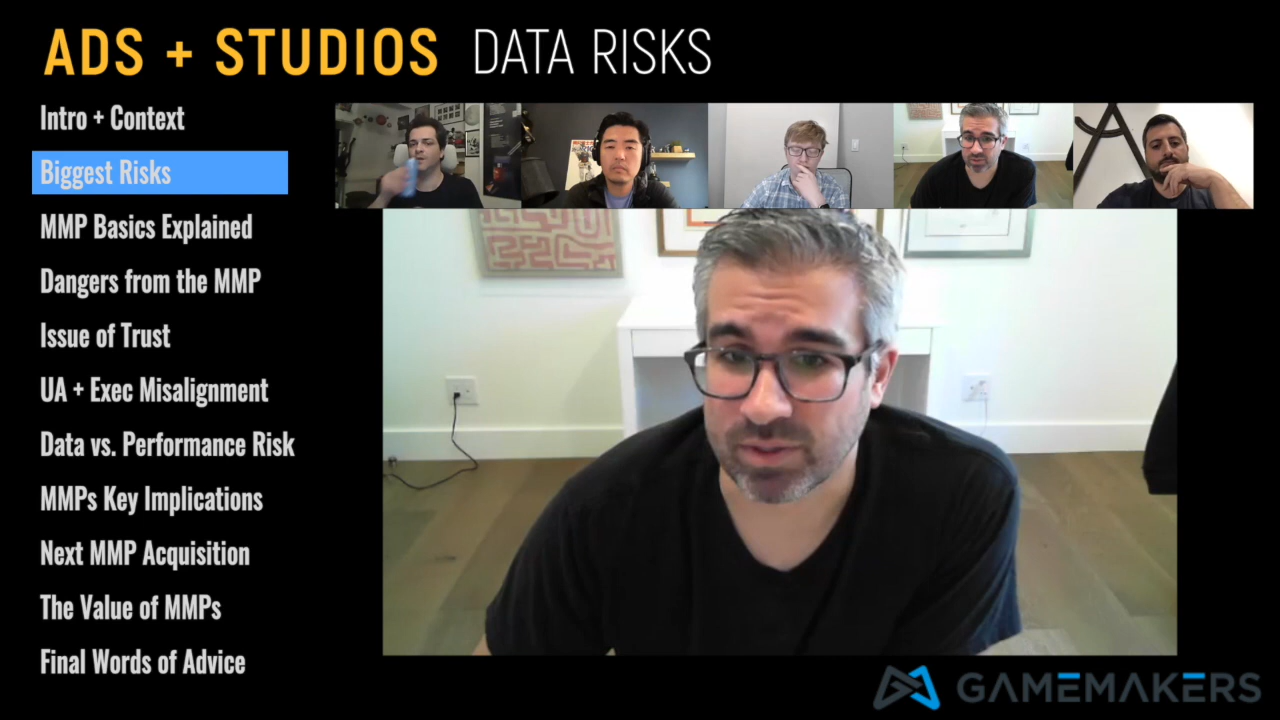 ADS + STUDIOS DATA RISKS
Intro + Context
Biggest Risks
MMP Basics Explained
Dangers from the MMP
Issue of Trust
UA + Exec Misalignment
Data vs. Performance Risk
MMPs Key Implications
Next MMP Acquisition
The Value of MMPs
Final Words of Advice
GAMEMAKERS